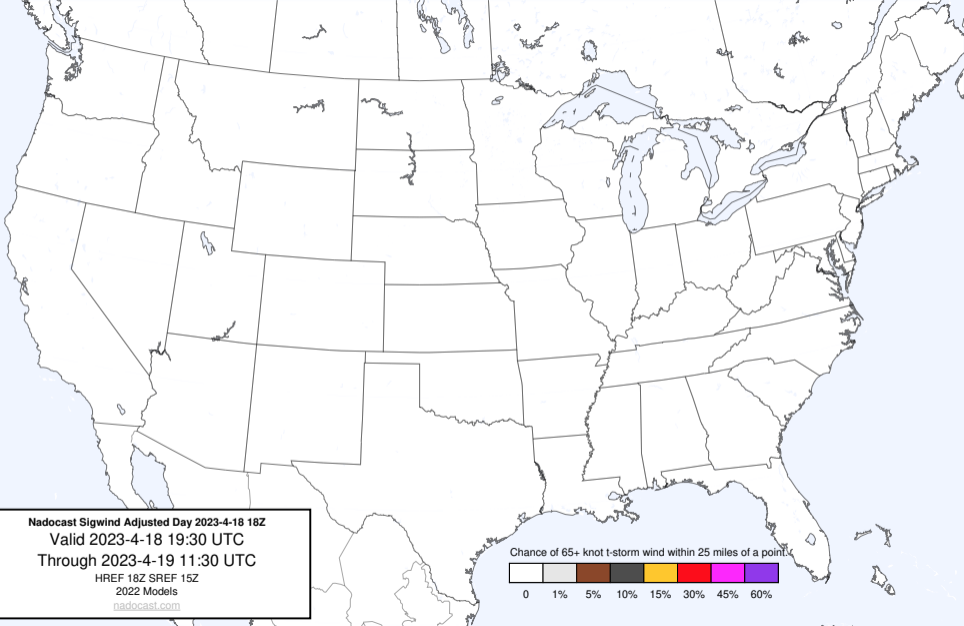 Nadocast Sigwind Adjusted Day 2023-4-18 18Z
Valid 2023-4-18 19:30 UTC
Through 2023-4-19 11:30 UTC
HREF 18Z SREF 15Z
2022 Models
nadocast.com
Chance of 65+ knot t-storm wind within 25 miles of a point.
0 1% 5% 10% 15% 30% 45% 60%